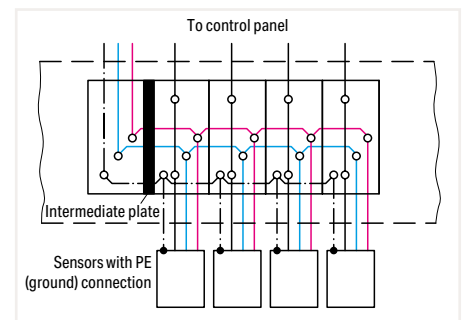 To control panel
Intermediate plate
Sensors with PE
(ground) connection